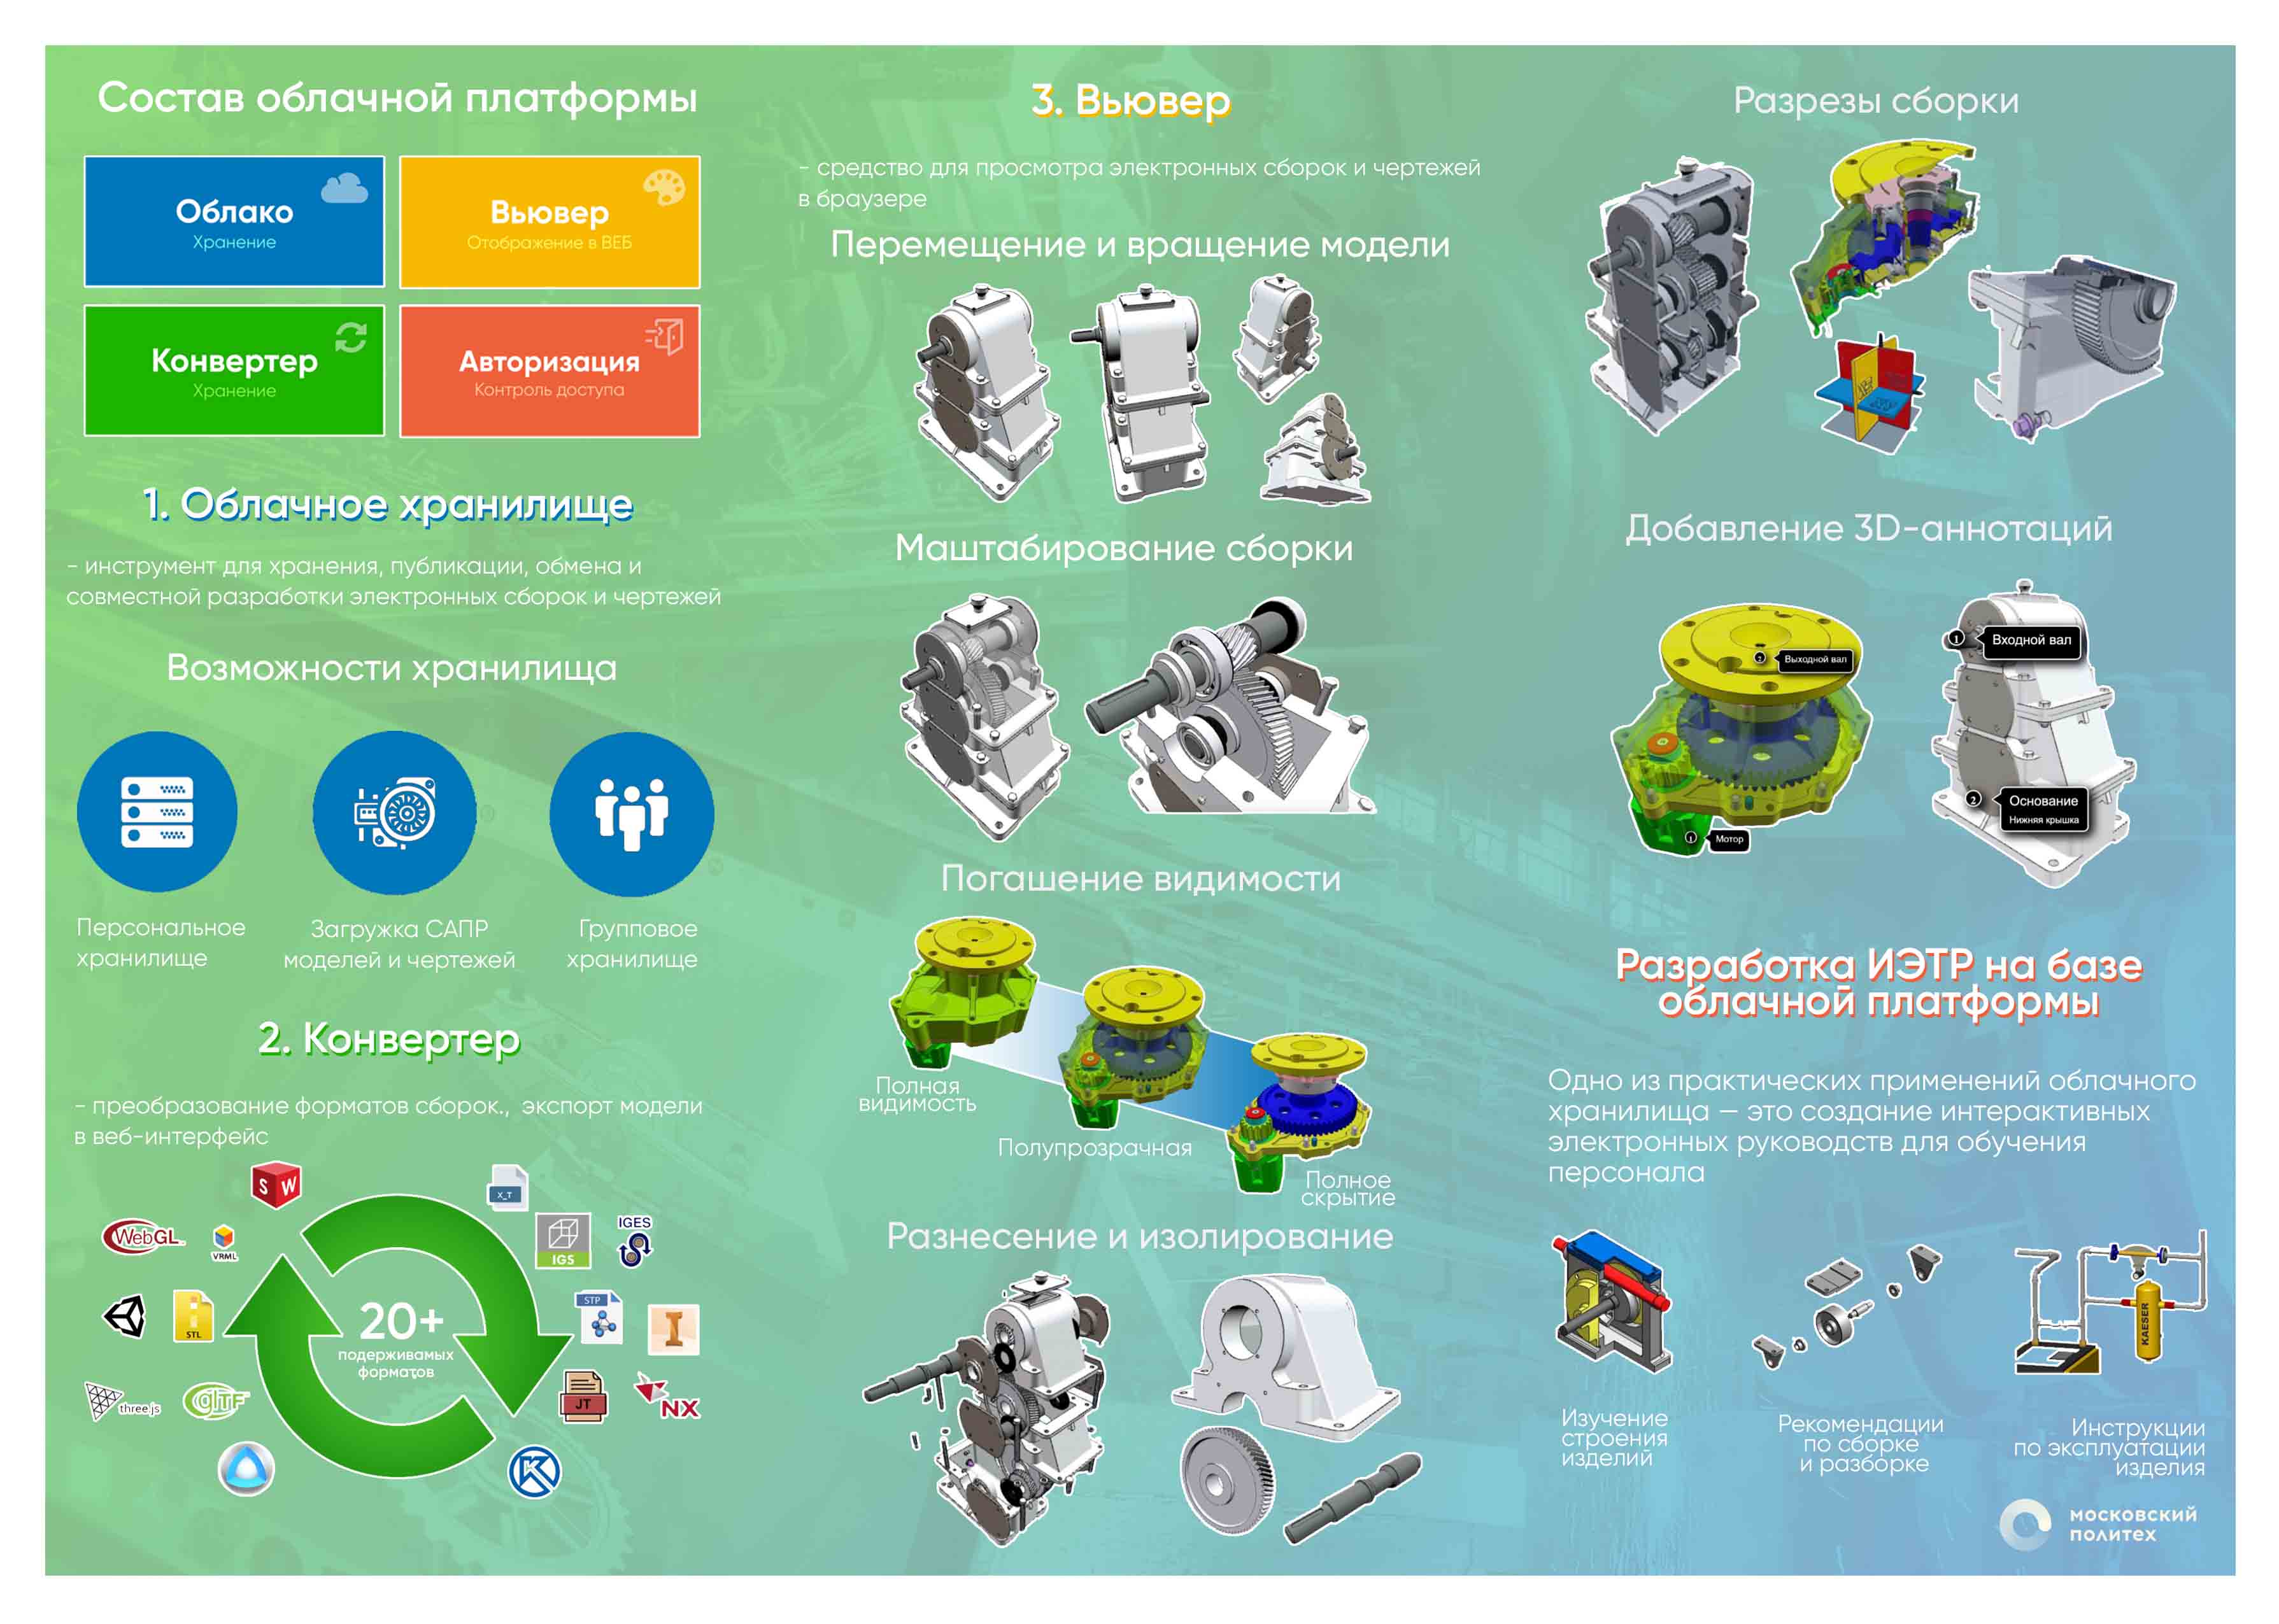 Состав облачной платформы
Облако
Хранение
Вьювер
Отображение в ВЕБ
Конвертер
Хранение
Авторизация
Контроль доступа
1. Облачное хранилище
- инструмент для хранения, публикации, обмена и
совместной разработки электронных сборок и чертежей
Возможности хранилища
Персональное
хранилище
Загрузка САПР
моделей и чертежей
Групповое
хранилище
2. Конвертер
- преобразование форматов сборок., экспорт модели
в веб-интерфейс
S W
X_T
WebGL
VRML
IGS
IGES
STL
STP
I
20+
подерживамых
форматов
three.js
glTF
JT
NX
K
3. Вьювер
- средство для просмотра электронных сборок и чертежей
в браузере
Перемещение и вращение модели
Маштабирование сборки
Погашение видимости
Полная
видимость
Полупрозрачная
Полное
скрытие
Разнесение и изолирование
Разрезы сборки
XY
Добавление 3D-аннотаций
2 Выходной вал
1 Мотор
1 Входной вал
2 Основание
Нижняя крышка
Разработка ИЭТР на базе
облачной платформы
Одно из практических применений облачного
хранилища — это создание интерактивных
электронных руководств для обучения
персонала
KAESER
Изучение
строения
изделий
Рекомендации
по сборке
и разборке
Инструкции
по эксплуатации
изделия
московский
политех